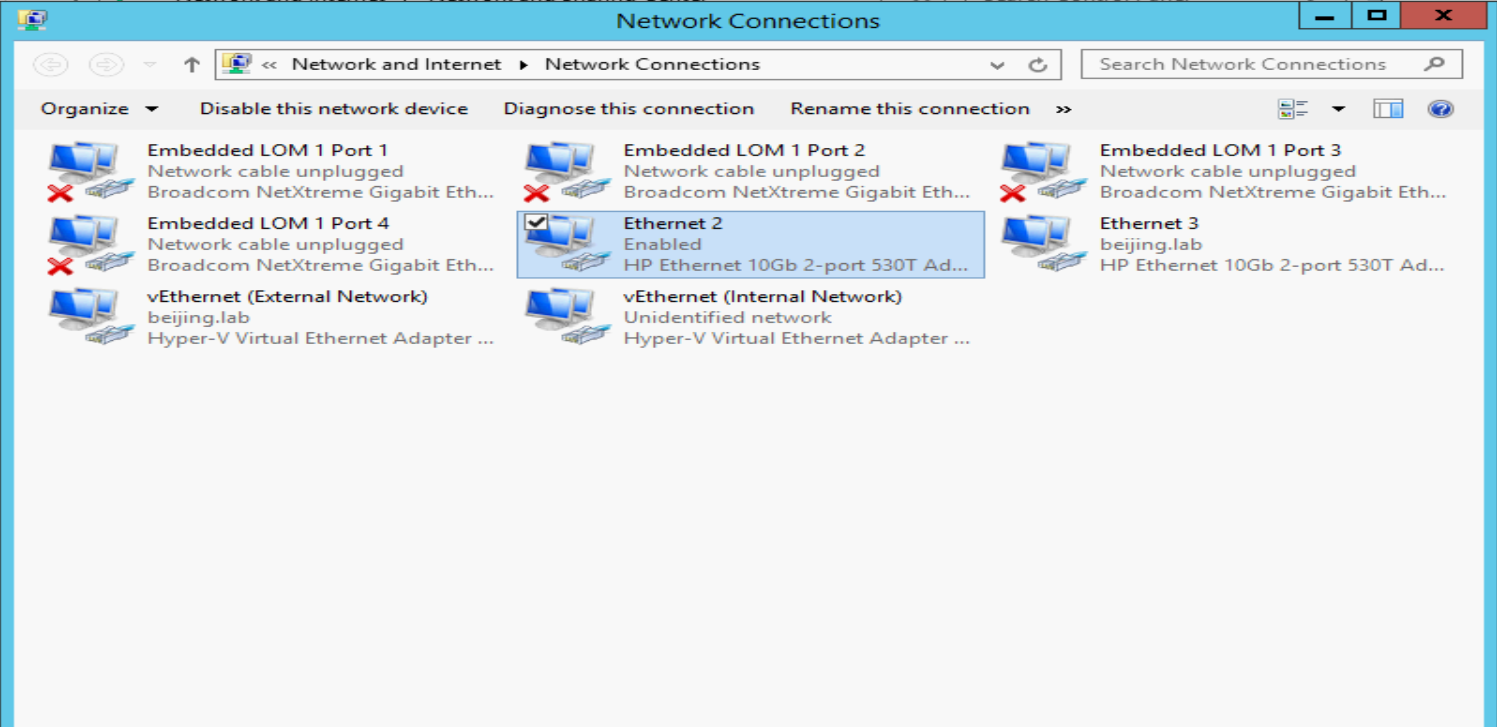 Network Connections
« Network and Internet Network Connections
Search Network Connections
Organize Disable this network device Diagnose this connection Rename this connection »
Embedded LOM 1 Port 1
Network cable unplugged
Broadcom NetXtreme Gigabit Eth...
Embedded LOM 1 Port 2
Network cable unplugged
Broadcom NetXtreme Gigabit Eth...
Embedded LOM 1 Port 3
Network cable unplugged
Broadcom NetXtreme Gigabit Eth...
Embedded LOM 1 Port 4
Network cable unplugged
Broadcom NetXtreme Gigabit Eth...
Ethernet 2
Enabled
HP Ethernet 10Gb 2-port 530T Ad...
Ethernet 3
beijing.lab
HP Ethernet 10Gb 2-port 530T Ad...
vEthernet (External Network)
beijing.lab
Hyper-V Virtual Ethernet Adapter ...
vEthernet (Internal Network)
Unidentified network
Hyper-V Virtual Ethernet Adapter ...